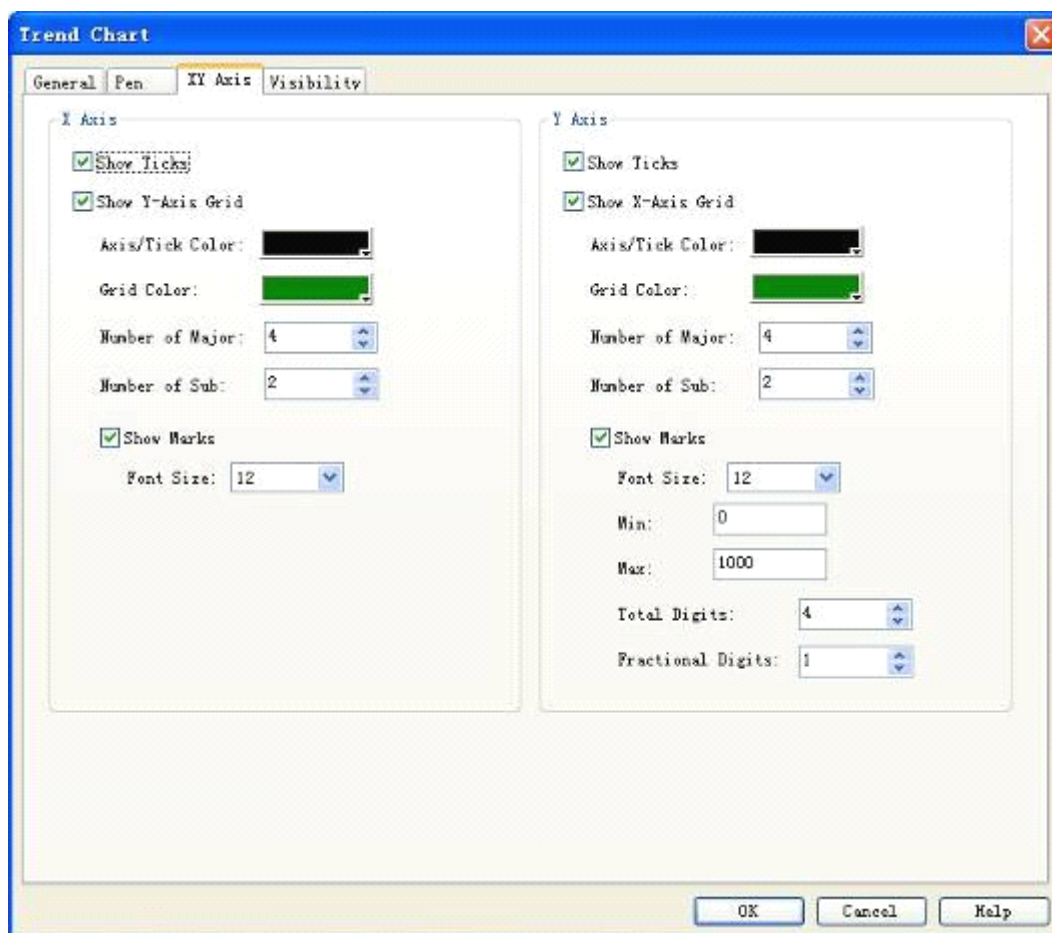 Trend Chart
General Pen XY Axis Visibility
X Axis
Show Ticks
Show Y-Axis Grid
Axis/Tick Color:
Grid Color:
Number of Major: 4
Number of Sub: 2
Show Marks
Font Size: 12
Y Axis
Show Ticks
Show X-Axis Grid
Axis/Tick Color:
Grid Color:
Number of Major: 4
Number of Sub: 2
Show Marks
Font Size: 12
Min: 0
Max: 1000
Total Digits: 4
Fractional Digits: 1
OK Cancel Help